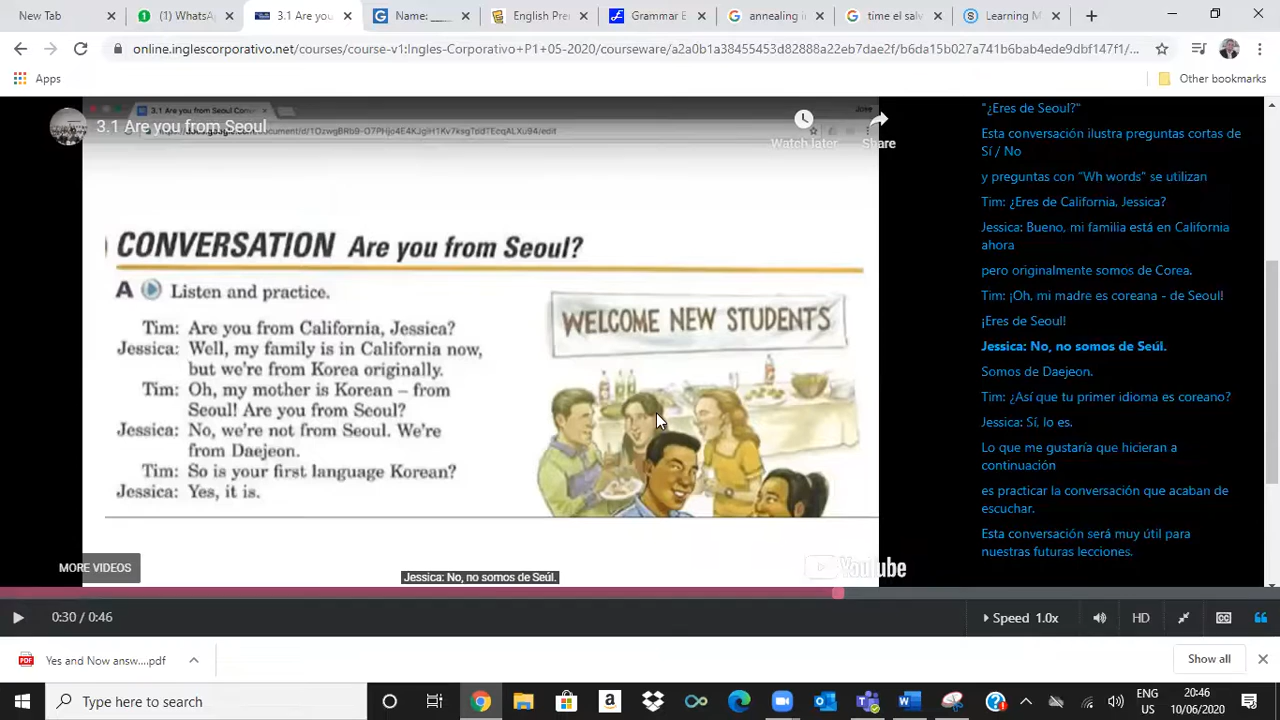 New Tab
(1) WhatsA
3.1 Are you
Name: ____
English Pre
Grammar B
annealing i
time el salv
Learning M
online.inglescorporativo.net/courses/course-v1:Ingles-Corporativo+P1+05-2020/courseware/a2a0b1a38455453d82888a22eb7dae2f/b6da15b027a741b6bab4ede9dbf147f1/...
Apps
Other bookmarks
3.1 Are you from Seoul
Watch later
Share
CONVERSATION Are you from Seoul?
A Listen and practice.
Tim: Are you from California, Jessica?
Jessica: Well, my family is in California now,
but we're from Korea originally.
Tim: Oh, my mother is Korean – from
Seoul! Are you from Seoul?
Jessica: No, we're not from Seoul. We're
from Daejeon.
Tim: So is your first language Korean?
Jessica: Yes, it is.
WELCOME NEW STUDENTS
MORE VIDEOS
YouTube
Jessica: No, no somos de Seúl.
"¿Eres de Seoul?"
Esta conversación ilustra preguntas cortas de
Sí / No
y preguntas con "Wh words" se utilizan
Tim: ¿Eres de California, Jessica?
Jessica: Bueno, mi familia está en California
ahora
pero originalmente somos de Corea.
Tim: ¡Oh, mi madre es coreana - de Seoul!
¡Eres de Seoul!
Jessica: No, no somos de Seúl.
Somos de Daejeon.
Tim: ¿Así que tu primer idioma es coreano?
Jessica: Sí, lo es.
Lo que me gustaría que hicieran a
continuación
es practicar la conversación que acaban de
escuchar.
Esta conversación será muy útil para
nuestras futuras lecciones.
0:30 / 0:46
Speed 1.0x
HD
Yes and Now answ....pdf
Show all
Type here to search
ENG
US
20:46
10/06/2020